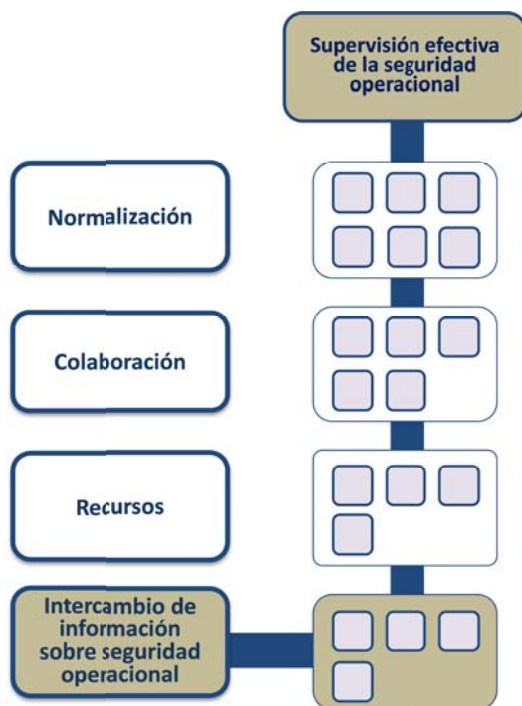 Supervisión efectiva
de la seguridad
operacional
Normalización
Colaboración
Recursos
Intercambio de
información
sobre seguridad
operacional